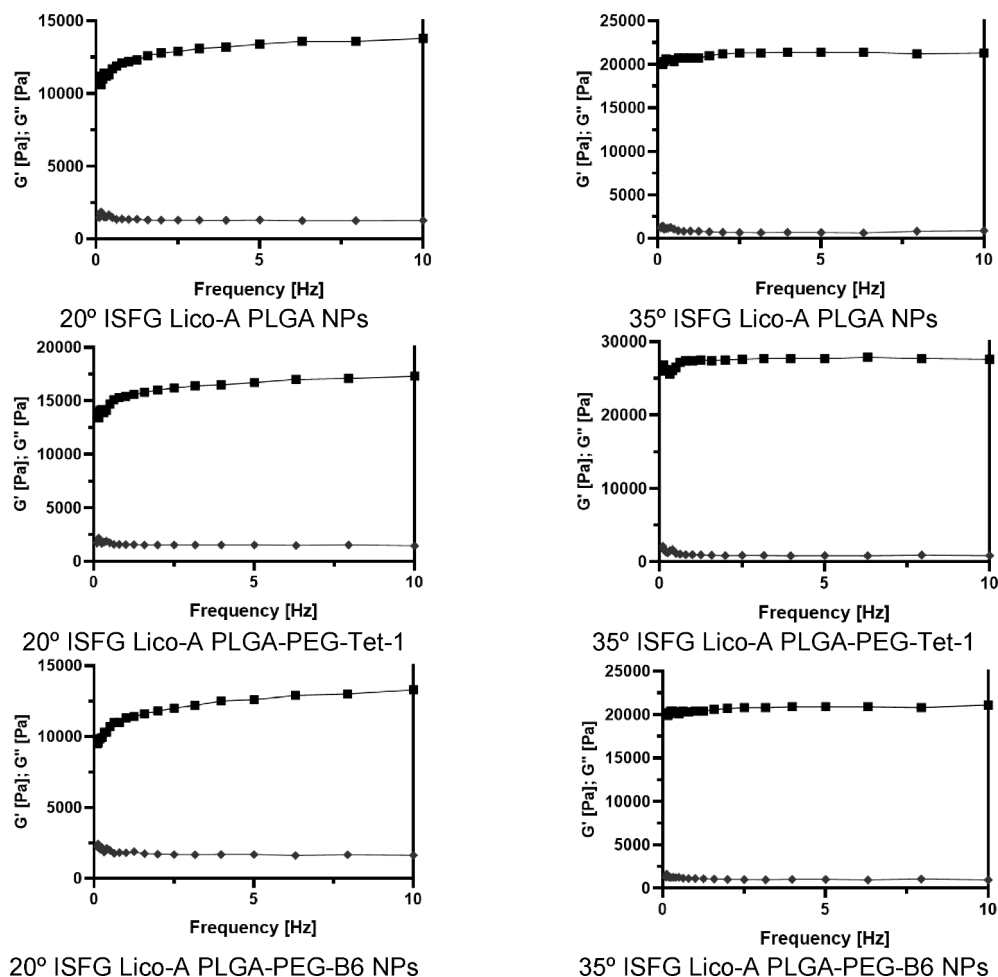 15000
10000
5000
0
G' [Pa]; G'' [Pa]
0 5 10
Frequency [Hz]
20º ISFG Lico-A PLGA NPs
25000
20000
15000
10000
5000
0
G' [Pa]; G'' [Pa]
0 5 10
Frequency [Hz]
35º ISFG Lico-A PLGA NPs
20000
15000
10000
5000
0
G' [Pa]; G'' [Pa]
0 5 10
Frequency [Hz]
20º ISFG Lico-A PLGA-PEG-Tet-1
30000
20000
10000
0
G' [Pa]; G'' [Pa]
0 5 10
Frequency [Hz]
35º ISFG Lico-A PLGA-PEG-Tet-1
15000
10000
5000
0
G' [Pa]; G'' [Pa]
0 5 10
Frequency [Hz]
20º ISFG Lico-A PLGA-PEG-B6 NPs
25000
20000
15000
10000
5000
0
G' [Pa]; G'' [Pa]
0 5 10
Frequency [Hz]
35º ISFG Lico-A PLGA-PEG-B6 NPs